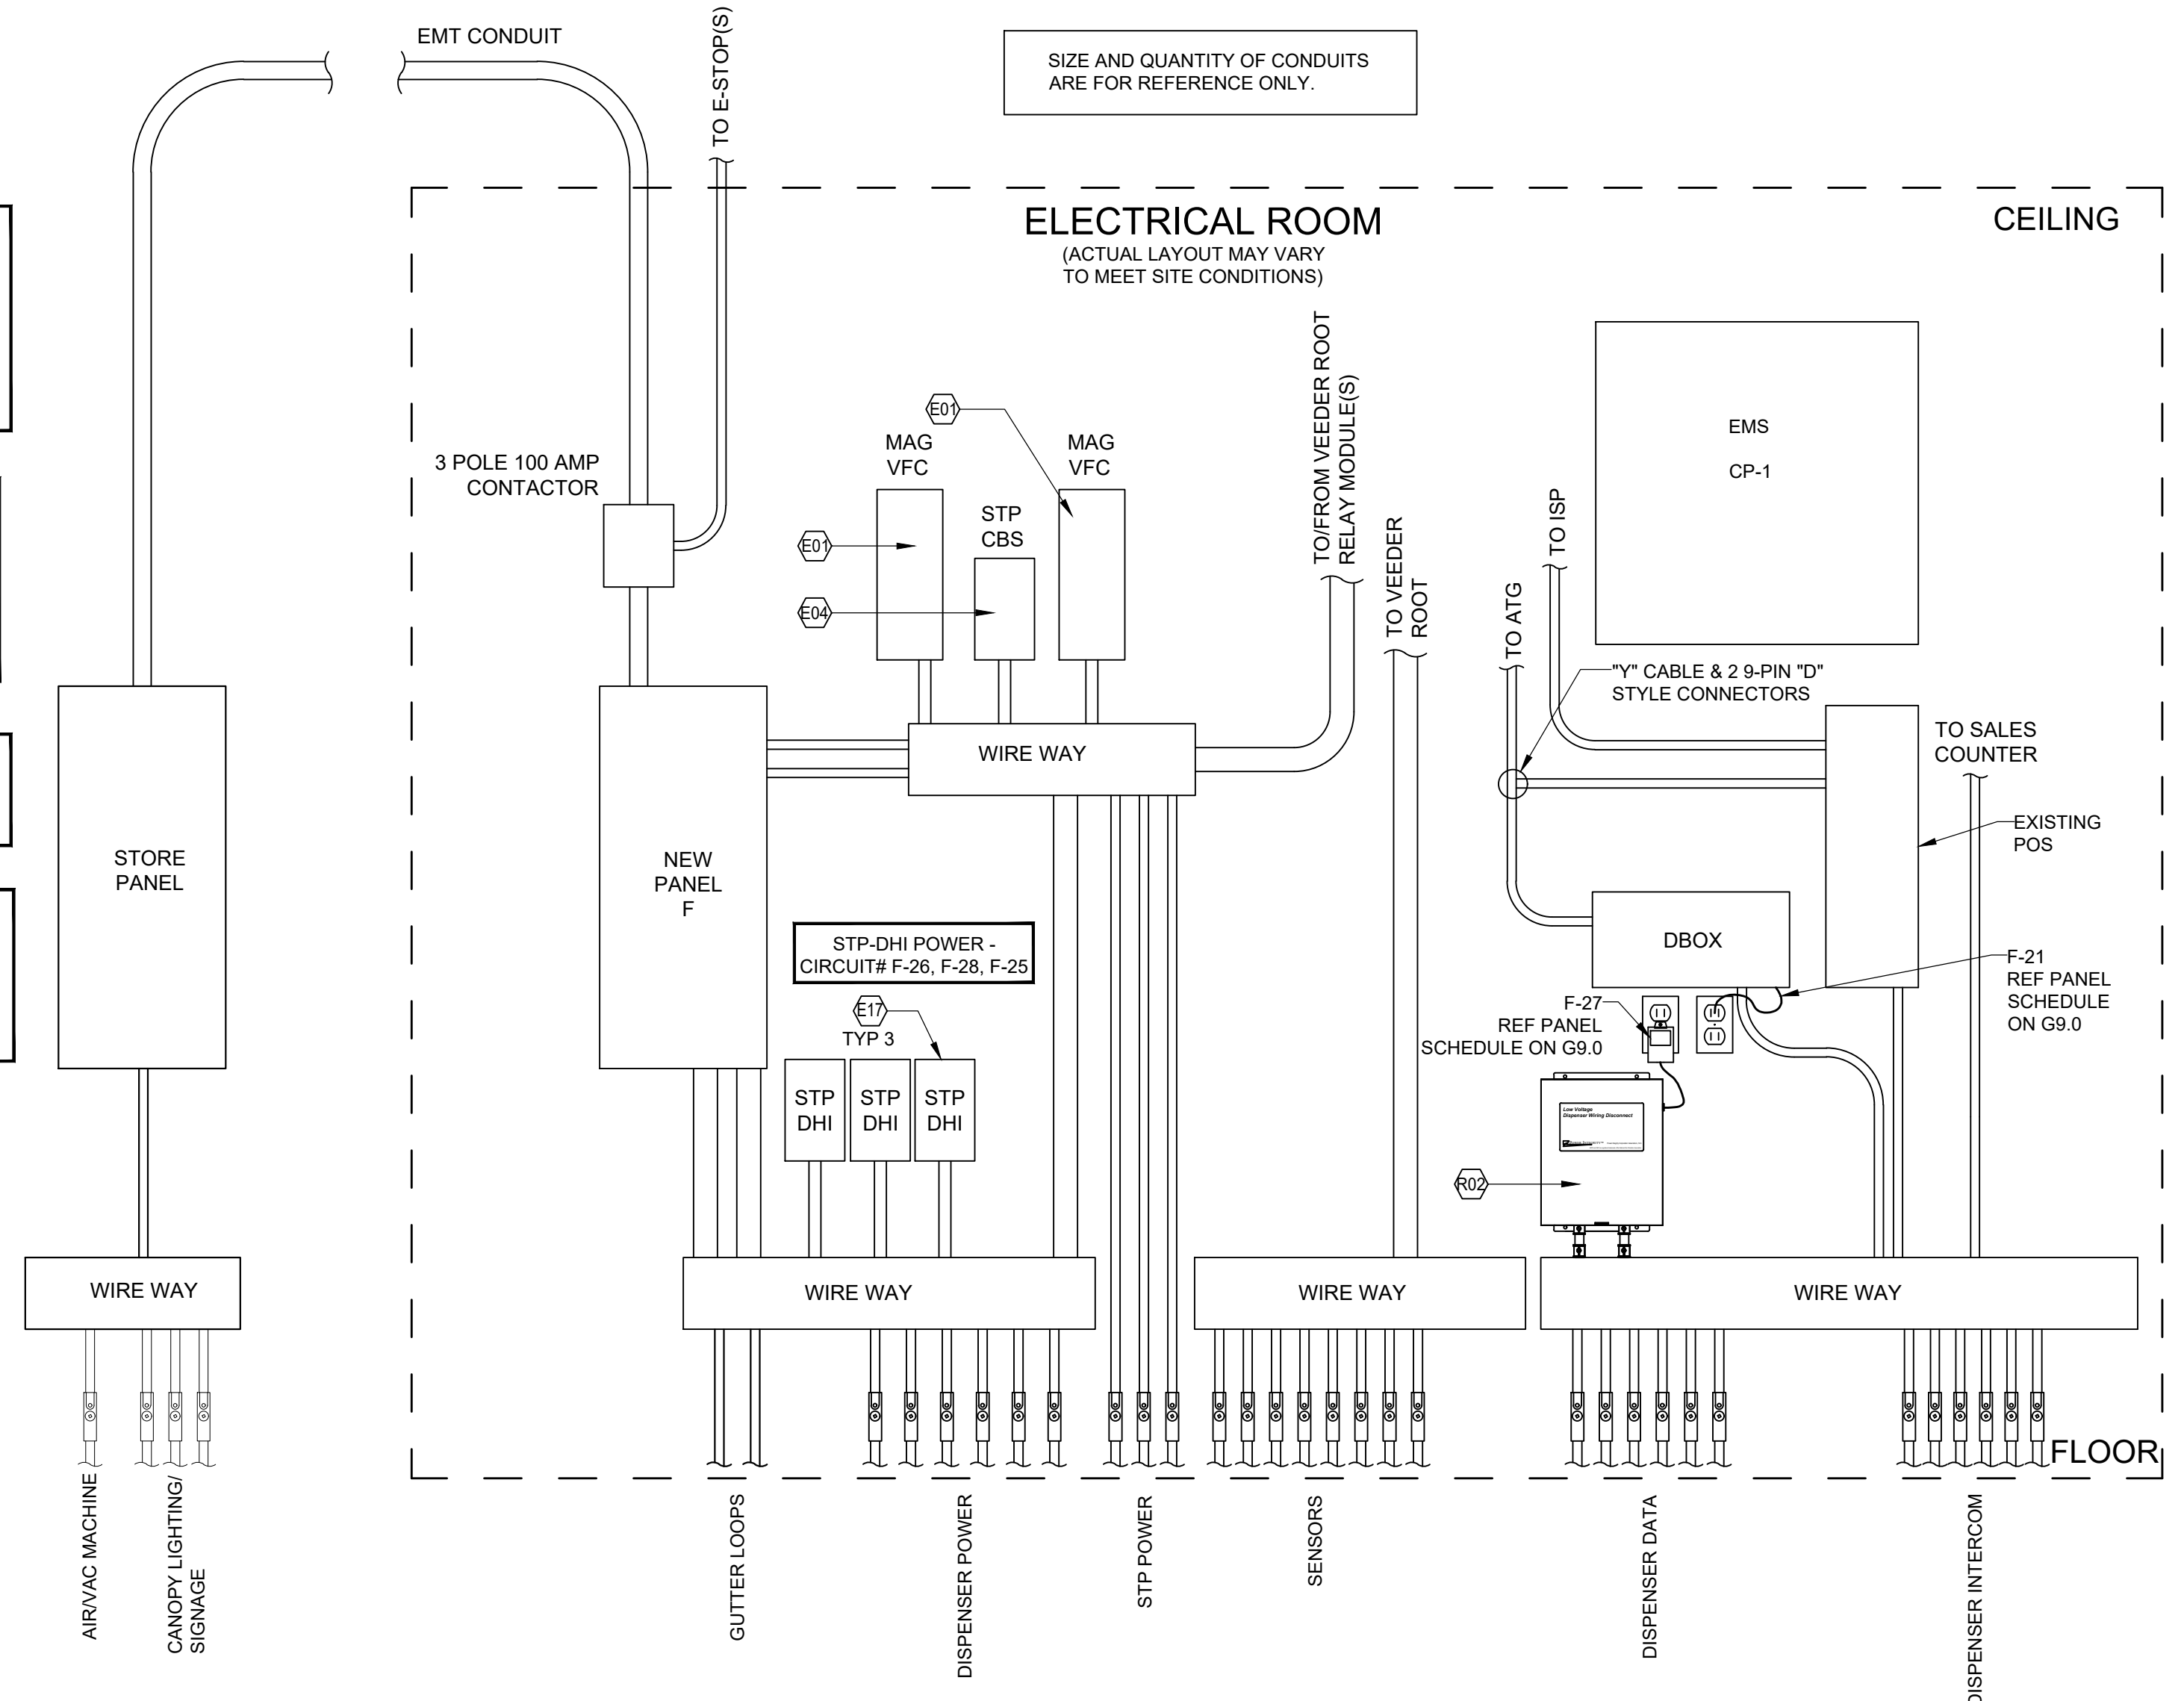 EMT CONDUIT
TO E-STOP(S)
SIZE AND QUANTITY OF CONDUITS
ARE FOR REFERENCE ONLY.
ELECTRICAL ROOM
(ACTUAL LAYOUT MAY VARY
TO MEET SITE CONDITIONS)
CEILING
3 POLE 100 AMP
CONTACTOR
E01
MAG
VFC
MAG
VFC
E01
STP
CBS
E04
TO/FROM VEEDER ROOT
RELAY MODULE(S)
TO VEEDER
ROOT
TO ATG
TO ISP
EMS
CP-1
"Y" CABLE & 2 9-PIN "D"
STYLE CONNECTORS
TO SALES
COUNTER
EXISTING
POS
WIRE WAY
STORE
PANEL
NEW
PANEL
F
STP-DHI POWER -
CIRCUIT# F-26, F-28, F-25
E17
TYP 3
STP
DHI
STP
DHI
STP
DHI
DBOX
F-27
REF PANEL
SCHEDULE ON G9.0
F-21
REF PANEL
SCHEDULE
ON G9.0
Low Voltage
Dispenser Wiring Disconnect
R02
WIRE WAY
WIRE WAY
WIRE WAY
WIRE WAY
FLOOR
AIR/VAC MACHINE
CANOPY LIGHTING/
SIGNAGE
GUTTER LOOPS
DISPENSER POWER
STP POWER
SENSORS
DISPENSER DATA
DISPENSER INTERCOM